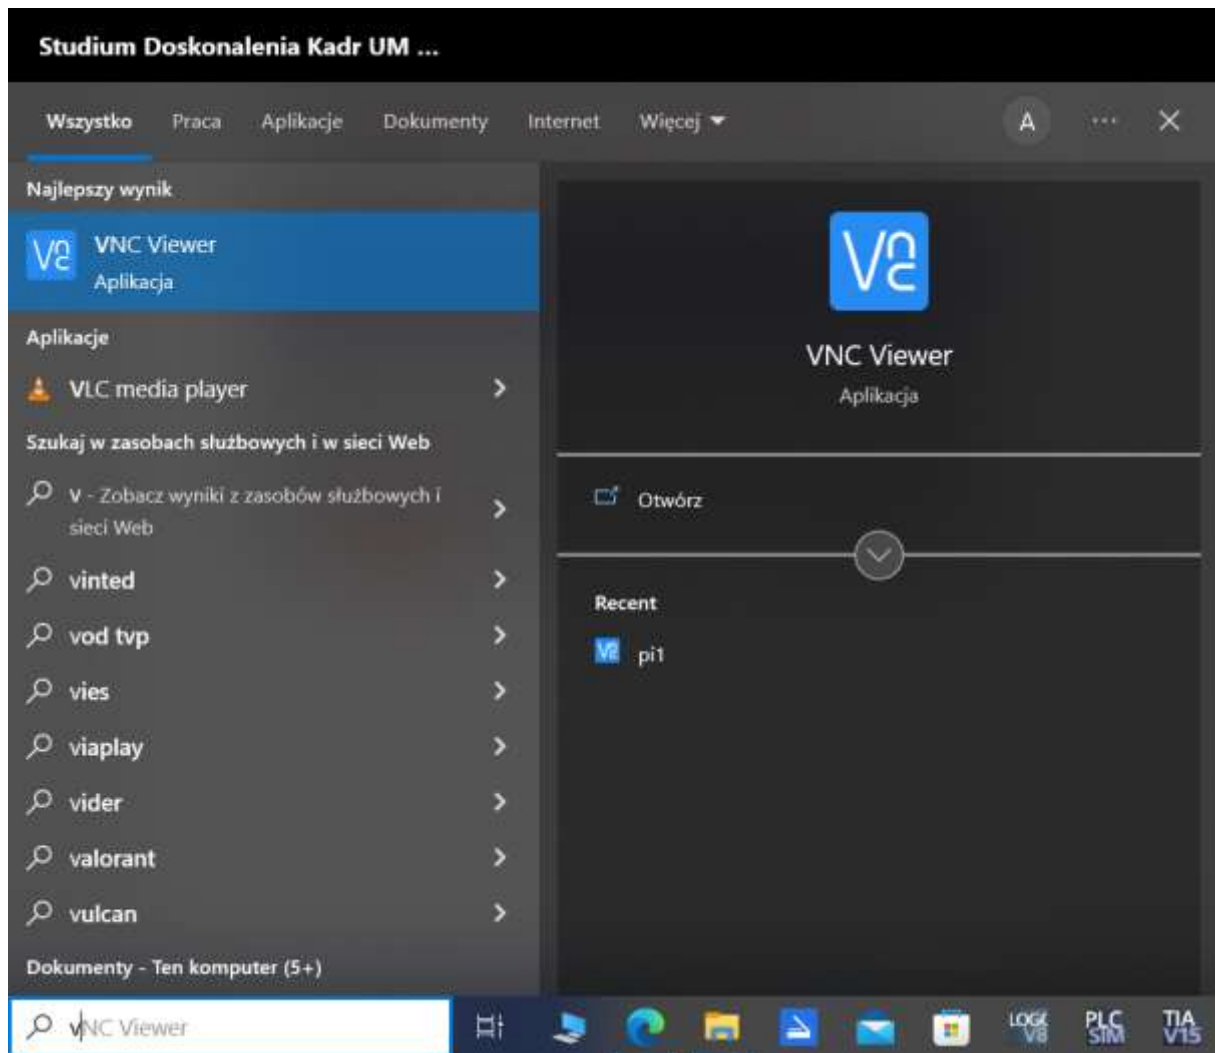 Studium Doskonalenia Kadr UM ...
Wszystko Praca Aplikacje Dokumenty Internet Więcej A ...
Najlepszy wynik
VNC Viewer
Aplikacja
Aplikacje
VLC media player
Szukaj w zasobach służbowych i w sieci Web
v - Zobacz wyniki z zasobów służbowych i
sieci Web
vinted
vod tvp
vies
viaplay
vider
valorant
vulcan
Dokumenty - Ten komputer (5+)
VNC Viewer
Aplikacja
Otwórz
Recent
pi1
vNC Viewer
PLC
SIM
TIA
V15